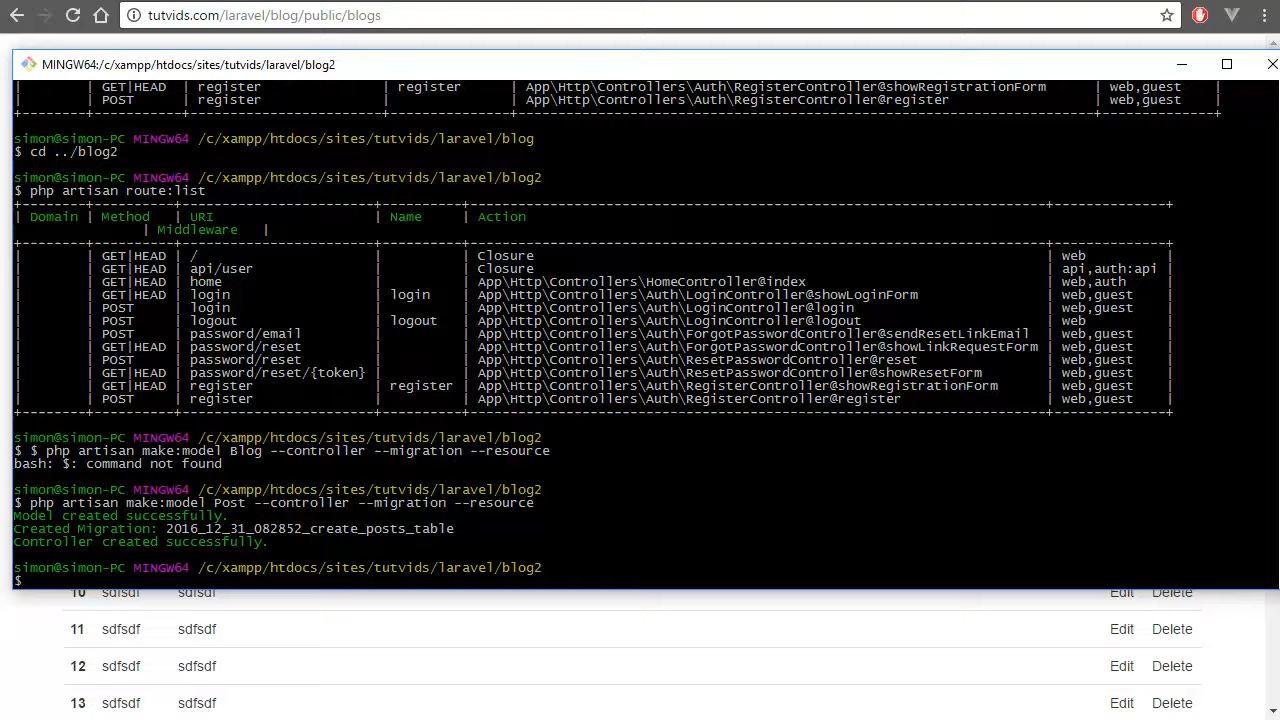 tutvids.com/laravel/blog/public/blogs
MINGW64:/c/xampp/htdocs/sites/tutvids/laravel/blog2
|        | GET|HEAD  | register                | register      | App\Http\Controllers\Auth\RegisterController@showRegistrationForm      | web,guest    |
|        | POST      | register                |               | App\Http\Controllers\Auth\RegisterController@register                  | web,guest    |
simon@simon-PC MINGW64 /c/xampp/htdocs/sites/tutvids/laravel/blog
$ cd ../blog2
simon@simon-PC MINGW64 /c/xampp/htdocs/sites/tutvids/laravel/blog2
$ php artisan route:list
| Domain | Method   | URI                    | Name     | Action
| Middleware   |
|        | GET|HEAD | /                      |          | Closure                                                                | web          |
|        | GET|HEAD | api/user               |          | Closure                                                                | api,auth:api |
|        | GET|HEAD | home                   |          | App\Http\Controllers\HomeController@index                              | web,auth     |
|        | GET|HEAD | login                  | login    | App\Http\Controllers\Auth\LoginController@showLoginForm                | web,guest    |
|        | POST     | login                  |          | App\Http\Controllers\Auth\LoginController@login                        | web,guest    |
|        | POST     | logout                 | logout   | App\Http\Controllers\Auth\LoginController@logout                       | web          |
|        | POST     | password/email         |          | App\Http\Controllers\Auth\ForgotPasswordController@sendResetLinkEmail  | web,guest    |
|        | GET|HEAD | password/reset         |          | App\Http\Controllers\Auth\ForgotPasswordController@showLinkRequestForm | web,guest    |
|        | POST     | password/reset         |          | App\Http\Controllers\Auth\ResetPasswordController@reset                | web,guest    |
|        | GET|HEAD | password/reset/{token} |          | App\Http\Controllers\Auth\ResetPasswordController@showResetForm        | web,guest    |
|        | GET|HEAD | register               | register | App\Http\Controllers\Auth\RegisterController@showRegistrationForm      | web,guest    |
|        | POST     | register               |          | App\Http\Controllers\Auth\RegisterController@register                  | web,guest    |
simon@simon-PC MINGW64 /c/xampp/htdocs/sites/tutvids/laravel/blog2
$ $ php artisan make:model Blog --controller --migration --resource
bash: $: command not found
simon@simon-PC MINGW64 /c/xampp/htdocs/sites/tutvids/laravel/blog2
$ php artisan make:model Post --controller --migration --resource
Model created successfully.
Created Migration: 2016_12_31_082852_create_posts_table
Controller created successfully.
simon@simon-PC MINGW64 /c/xampp/htdocs/sites/tutvids/laravel/blog2
$
10 sdfsdf sdfsdf Edit Delete
11 sdfsdf sdfsdf Edit Delete
12 sdfsdf sdfsdf Edit Delete
13 sdfsdf sdfsdf Edit Delete